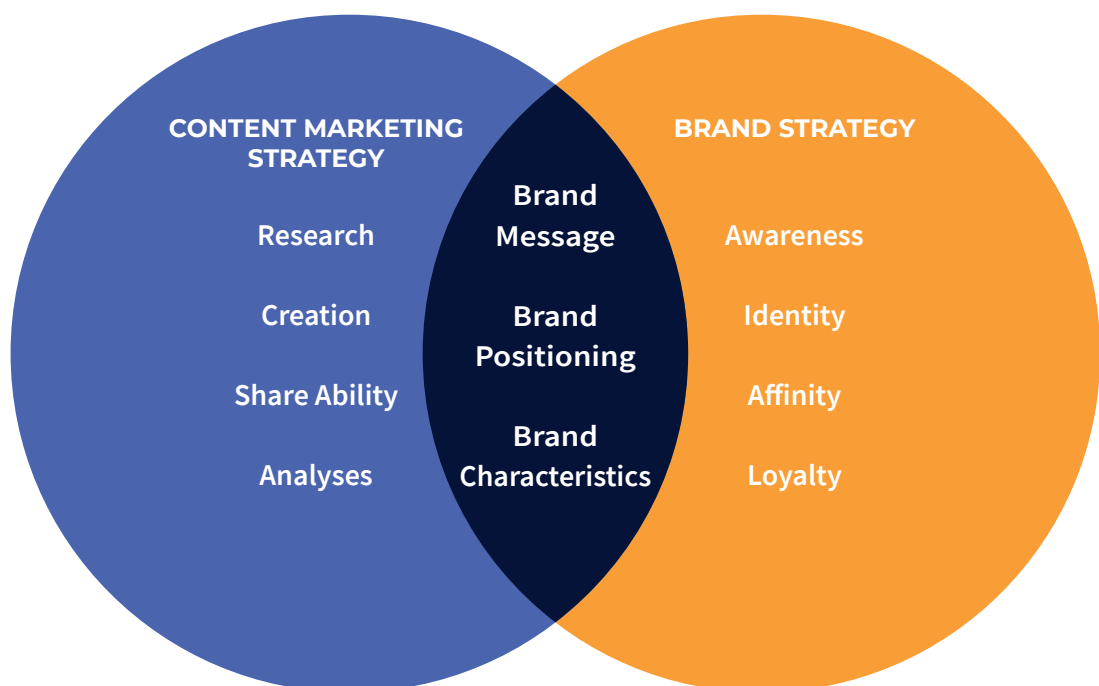 CONTENT MARKETING
STRATEGY
Research
Creation
Share Ability
Analyses
Brand
Message
Brand
Positioning
Brand
Characteristics
BRAND STRATEGY
Awareness
Identity
Affinity
Loyalty